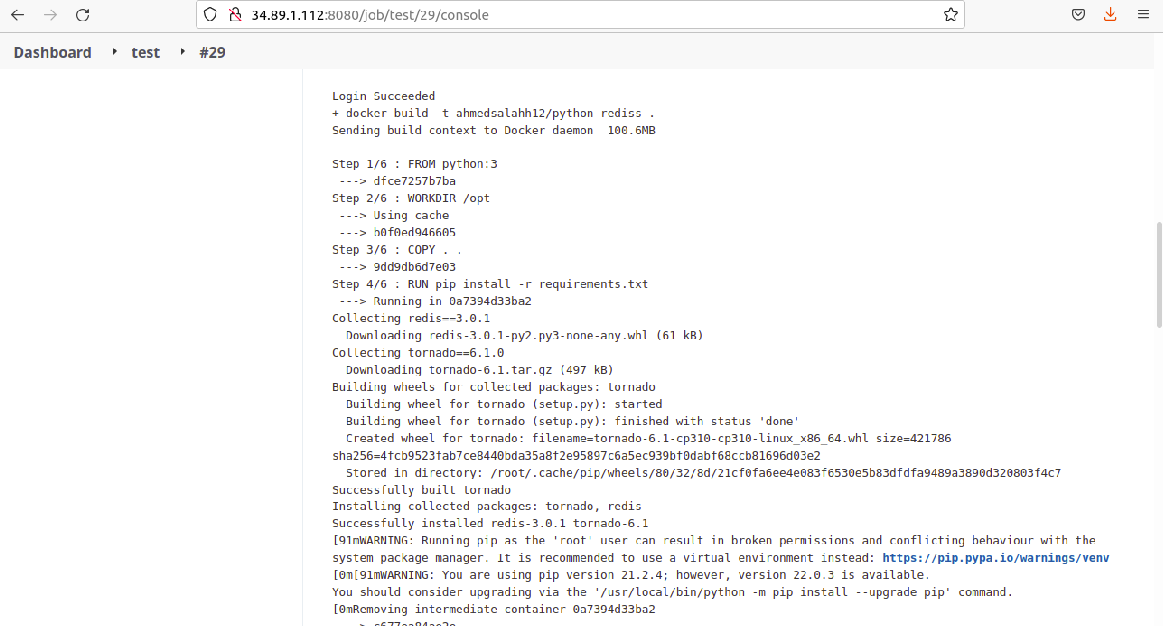 34.89.1.112:8080/job/test/29/console
Dashboard ‣ test ‣ #29
Login Succeeded
+ docker build -t ahmedsalahh12/python-rediss .
Sending build context to Docker daemon  100.6MB
Step 1/6 : FROM python:3
---> dfce7257b7ba
Step 2/6 : WORKDIR /opt
---> Using cache
---> b0f0ed946605
Step 3/6 : COPY . .
---> 9dd9db6d7e03
Step 4/6 : RUN pip install -r requirements.txt
---> Running in 0a7394d33ba2
Collecting redis==3.0.1
Downloading redis-3.0.1-py2.py3-none-any.whl (61 kB)
Collecting tornado==6.1.0
Downloading tornado-6.1.tar.gz (497 kB)
Building wheels for collected packages: tornado
Building wheel for tornado (setup.py): started
Building wheel for tornado (setup.py): finished with status 'done'
Created wheel for tornado: filename=tornado-6.1-cp310-cp310-linux_x86_64.whl size=421786
sha256=4fcb9523fab7ce8440bda35a8f2e95897c6a5ec939bf0dabf68ccb81696d03e2
Stored in directory: /root/.cache/pip/wheels/80/32/8d/21cf0fa6ee4e083f6530e5b83dfdfa9489a3890d320803f4c7
Successfully built tornado
Installing collected packages: tornado, redis
Successfully installed redis-3.0.1 tornado-6.1
[91mWARNING: Running pip as the 'root' user can result in broken permissions and conflicting behaviour with the
system package manager. It is recommended to use a virtual environment instead: https://pip.pypa.io/warnings/venv
[0m[91mWARNING: You are using pip version 21.2.4; however, version 22.0.3 is available.
You should consider upgrading via the '/usr/local/bin/python -m pip install --upgrade pip' command.
[0mRemoving intermediate container 0a7394d33ba2